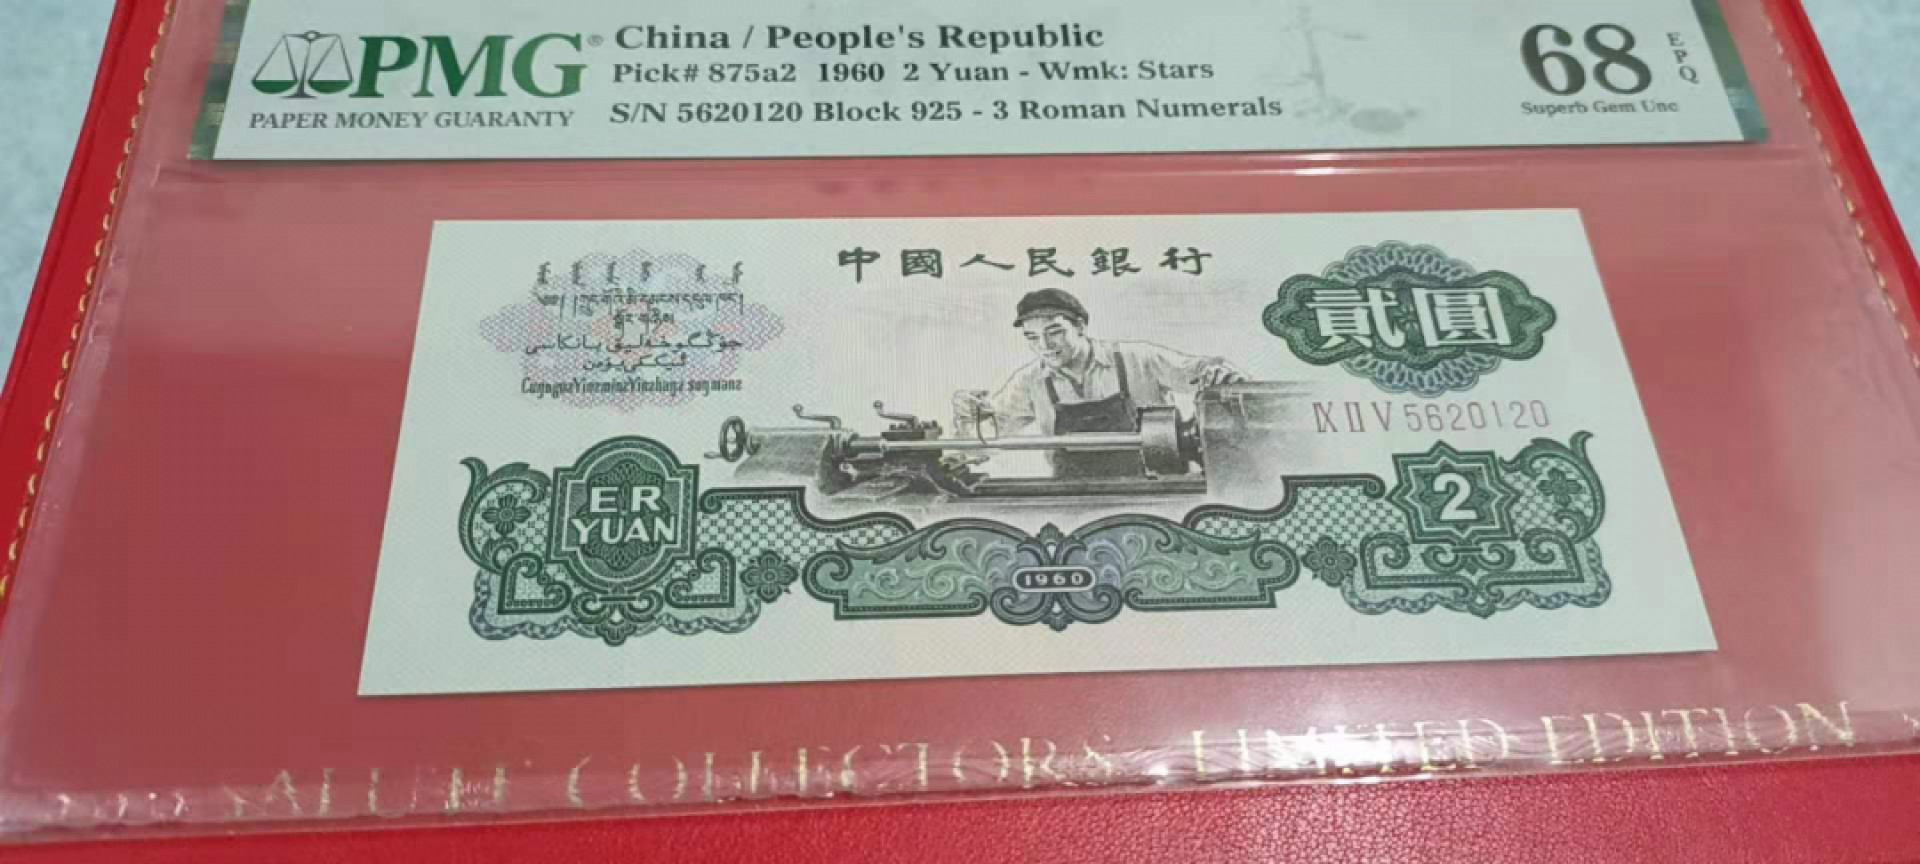 PMG® China / People's Republic
Pick# 875a2 1960 2 Yuan - Wmk: Stars
PAPER MONEY GUARANTY
S/N 5620120 Block 925 - 3 Roman Numerals
68 EPQ
Superb Gem Unc
中國人民銀行
貳圓
IX II V 5620120
ER
YUAN
2
1960
COLLECTORS LIMITED EDITION